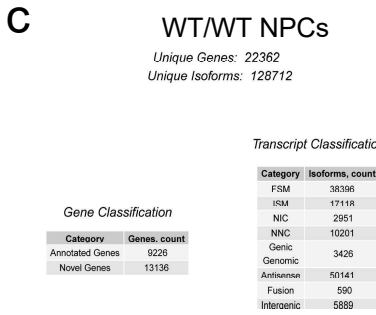 C
WT/WT NPCs
Unique Genes: 22362
Unique Isoforms: 128712
Transcript Classificatio
Category Isoforms, count
FSM 38396
ISM 17118
NIC 2951
NNC 10201
Genic
Genomic 3426
Antisense 50141
Fusion 590
Intergenic 5889
Gene Classification
Category Genes, count
Annotated Genes 9226
Novel Genes 13136